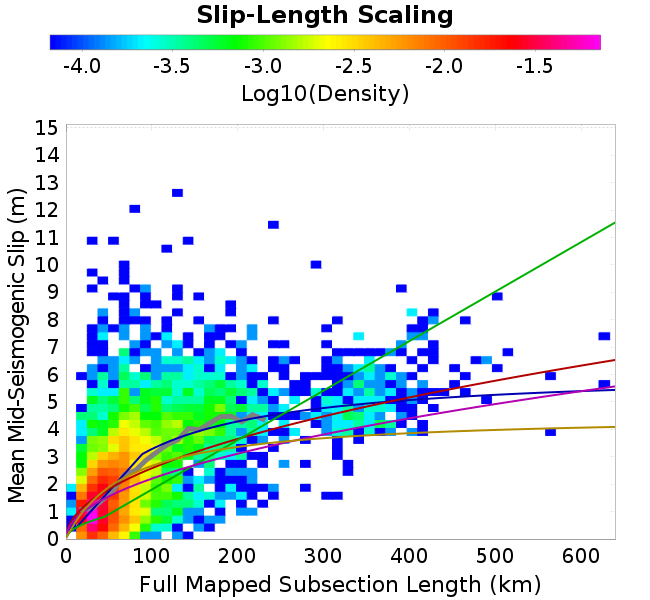 Slip-Length Scaling
-4.0 -3.5 -3.0 -2.5 -2.0 -1.5
Log10(Density)
15
14
13
12
11
10
9
8
7
6
5
4
3
2
1
0
Mean Mid-Seismogenic Slip (m)
0 100 200 300 400 500 600
Full Mapped Subsection Length (km)